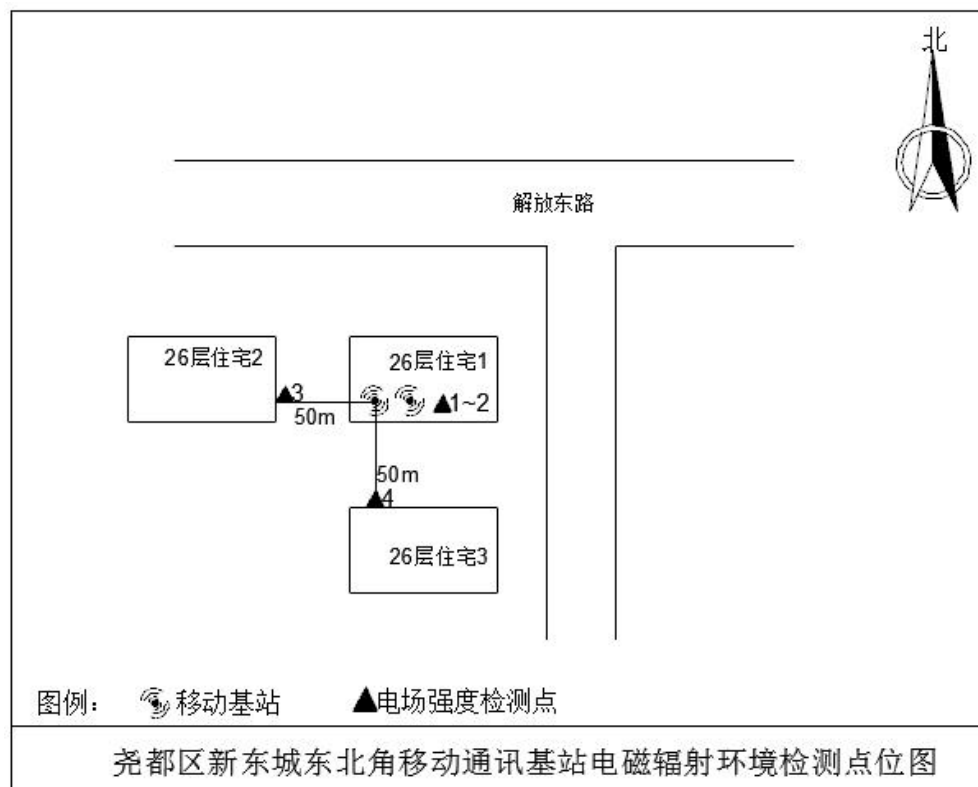 北
解放东路
26层住宅2
26层住宅1
▲3
▲1~2
50m
50m
▲4
26层住宅3
图例：
移动基站
▲电场强度检测点
尧都区新东城东北角移动通讯基站电磁辐射环境检测点位图